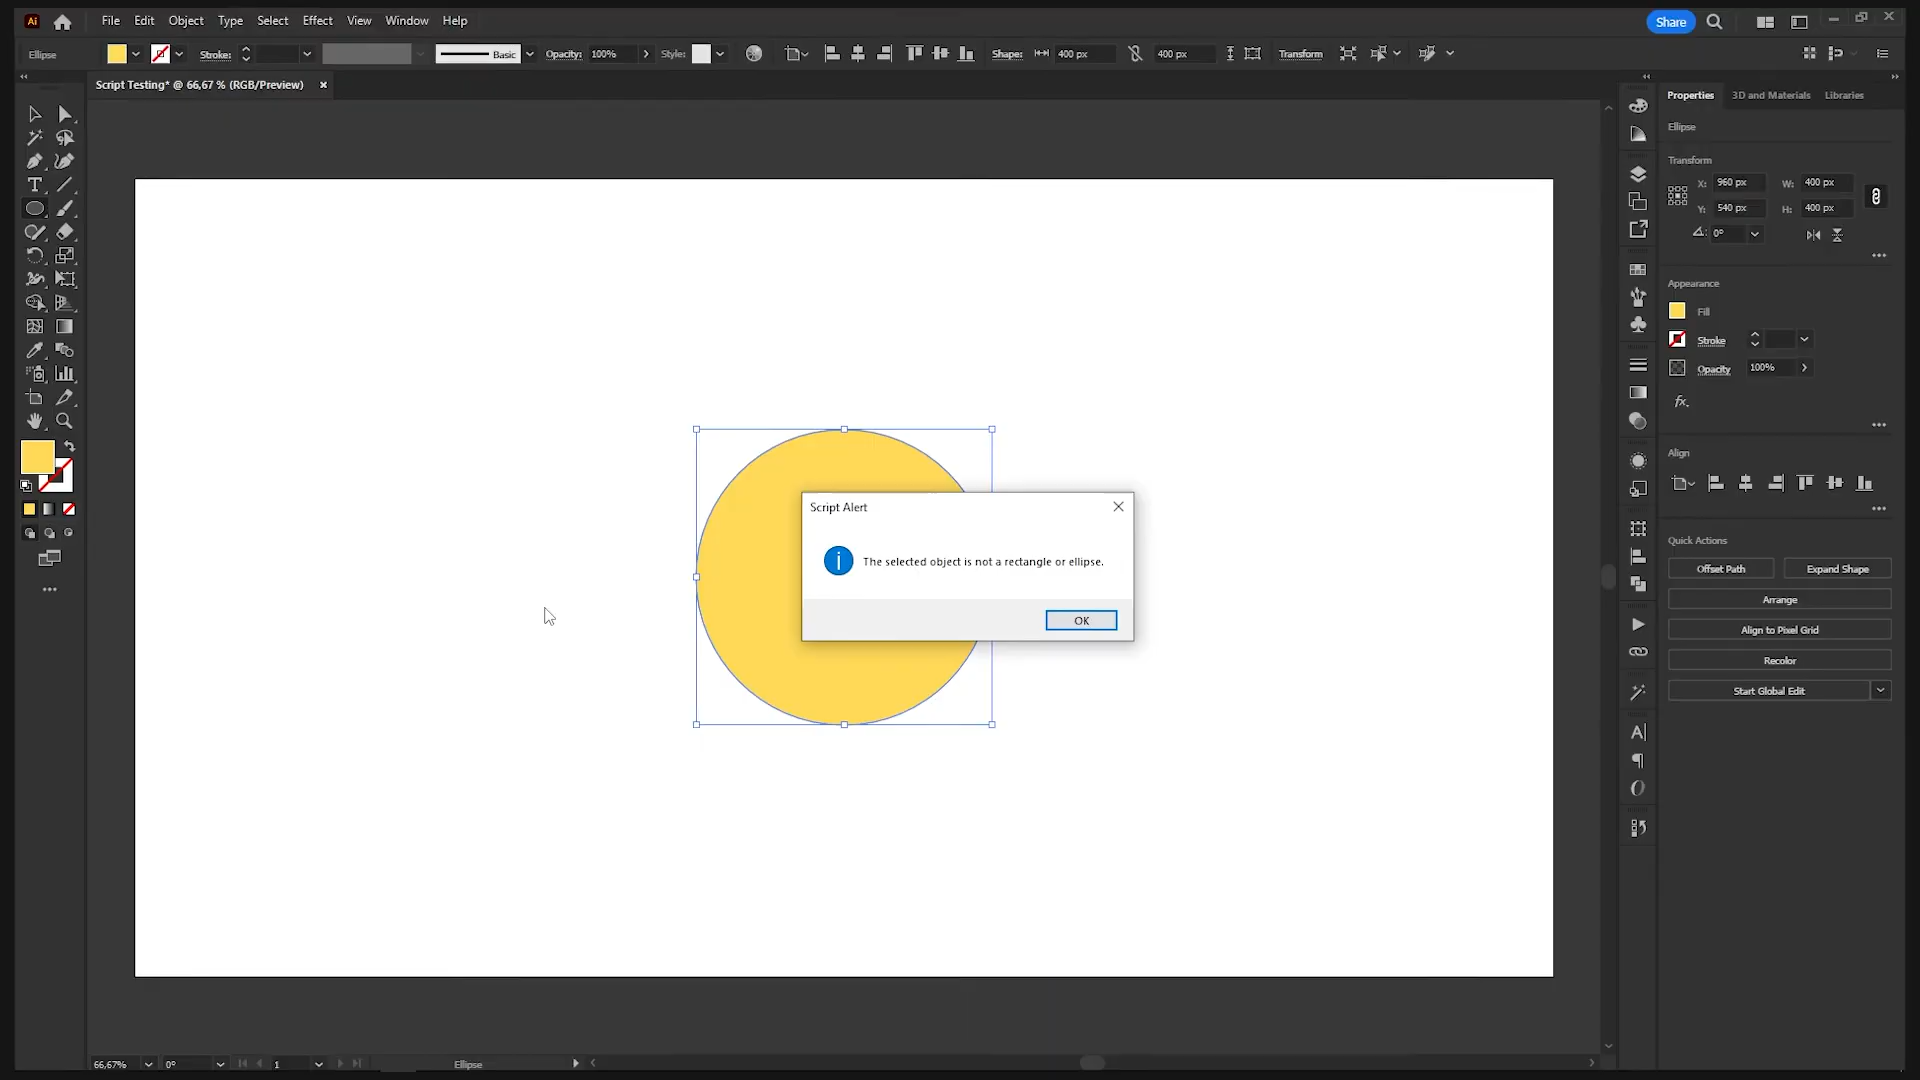 Ai File Edit Object Type Select Effect View Window Help Share
Ellipse Stroke: Basic Opacity: 100% Style: Shape: 400 px 400 px Transform
Script Testing* @ 66,67 % (RGB/Preview) ×
Properties 3D and Materials Libraries
Ellipse
Transform
X: 960 px W: 400 px
Y: 540 px H: 400 px
0°
Appearance
Fill
Stroke
Opacity 100%
fx.
Align
Quick Actions
Offset Path Expand Shape
Arrange
Align to Pixel Grid
Recolor
Start Global Edit
Script Alert
The selected object is not a rectangle or ellipse.
OK
66,67% 0° 1 Ellipse